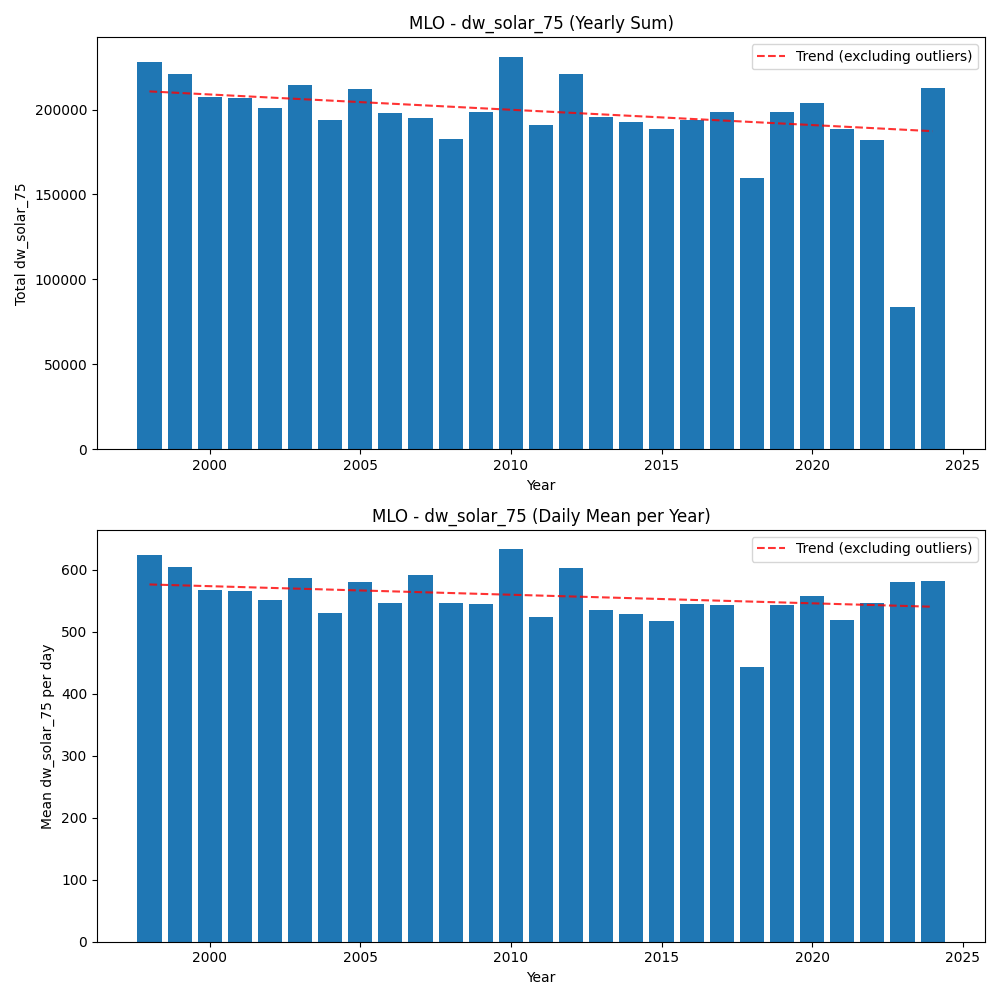 MLO - dw_solar_75 (Yearly Sum)
Trend (excluding outliers)
Total dw_solar_75
200000
150000
100000
50000
0
2000 2005 2010 2015 2020 2025
Year
MLO - dw_solar_75 (Daily Mean per Year)
Trend (excluding outliers)
Mean dw_solar_75 per day
600
500
400
300
200
100
0
2000 2005 2010 2015 2020 2025
Year